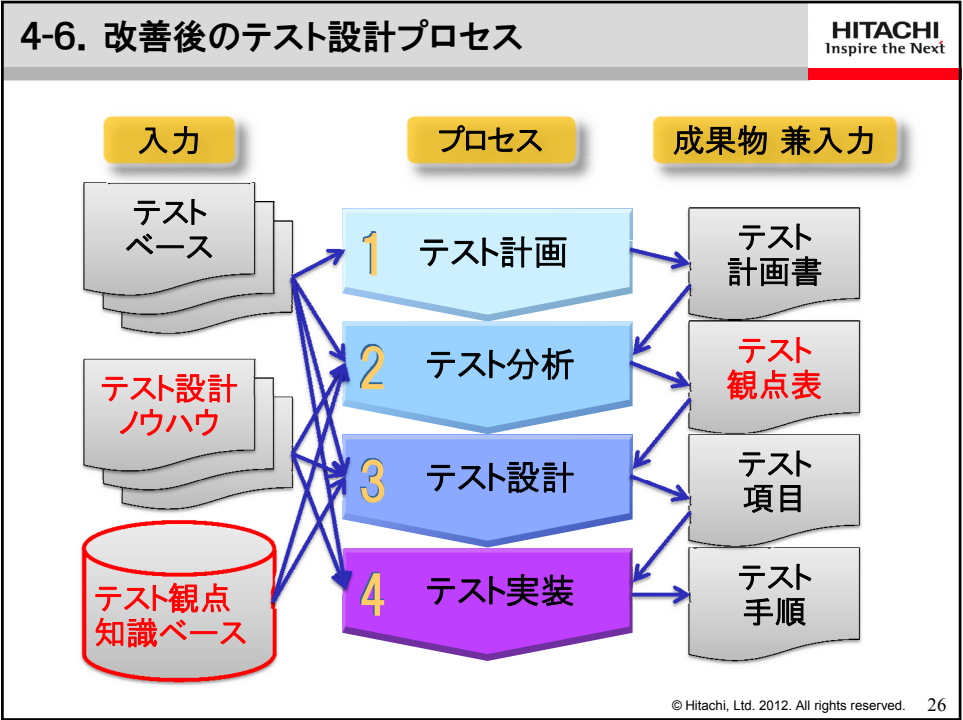 4-6. 改善後のテスト設計プロセス
HITACHI
Inspire the Next
入力
プロセス
成果物 兼入力
テスト
ベース
テスト設計
ノウハウ
テスト観点
知識ベース
1 テスト計画
2 テスト分析
3 テスト設計
4 テスト実装
テスト
計画書
テスト
観点表
テスト
項目
テスト
手順
© Hitachi, Ltd. 2012. All rights reserved. 26